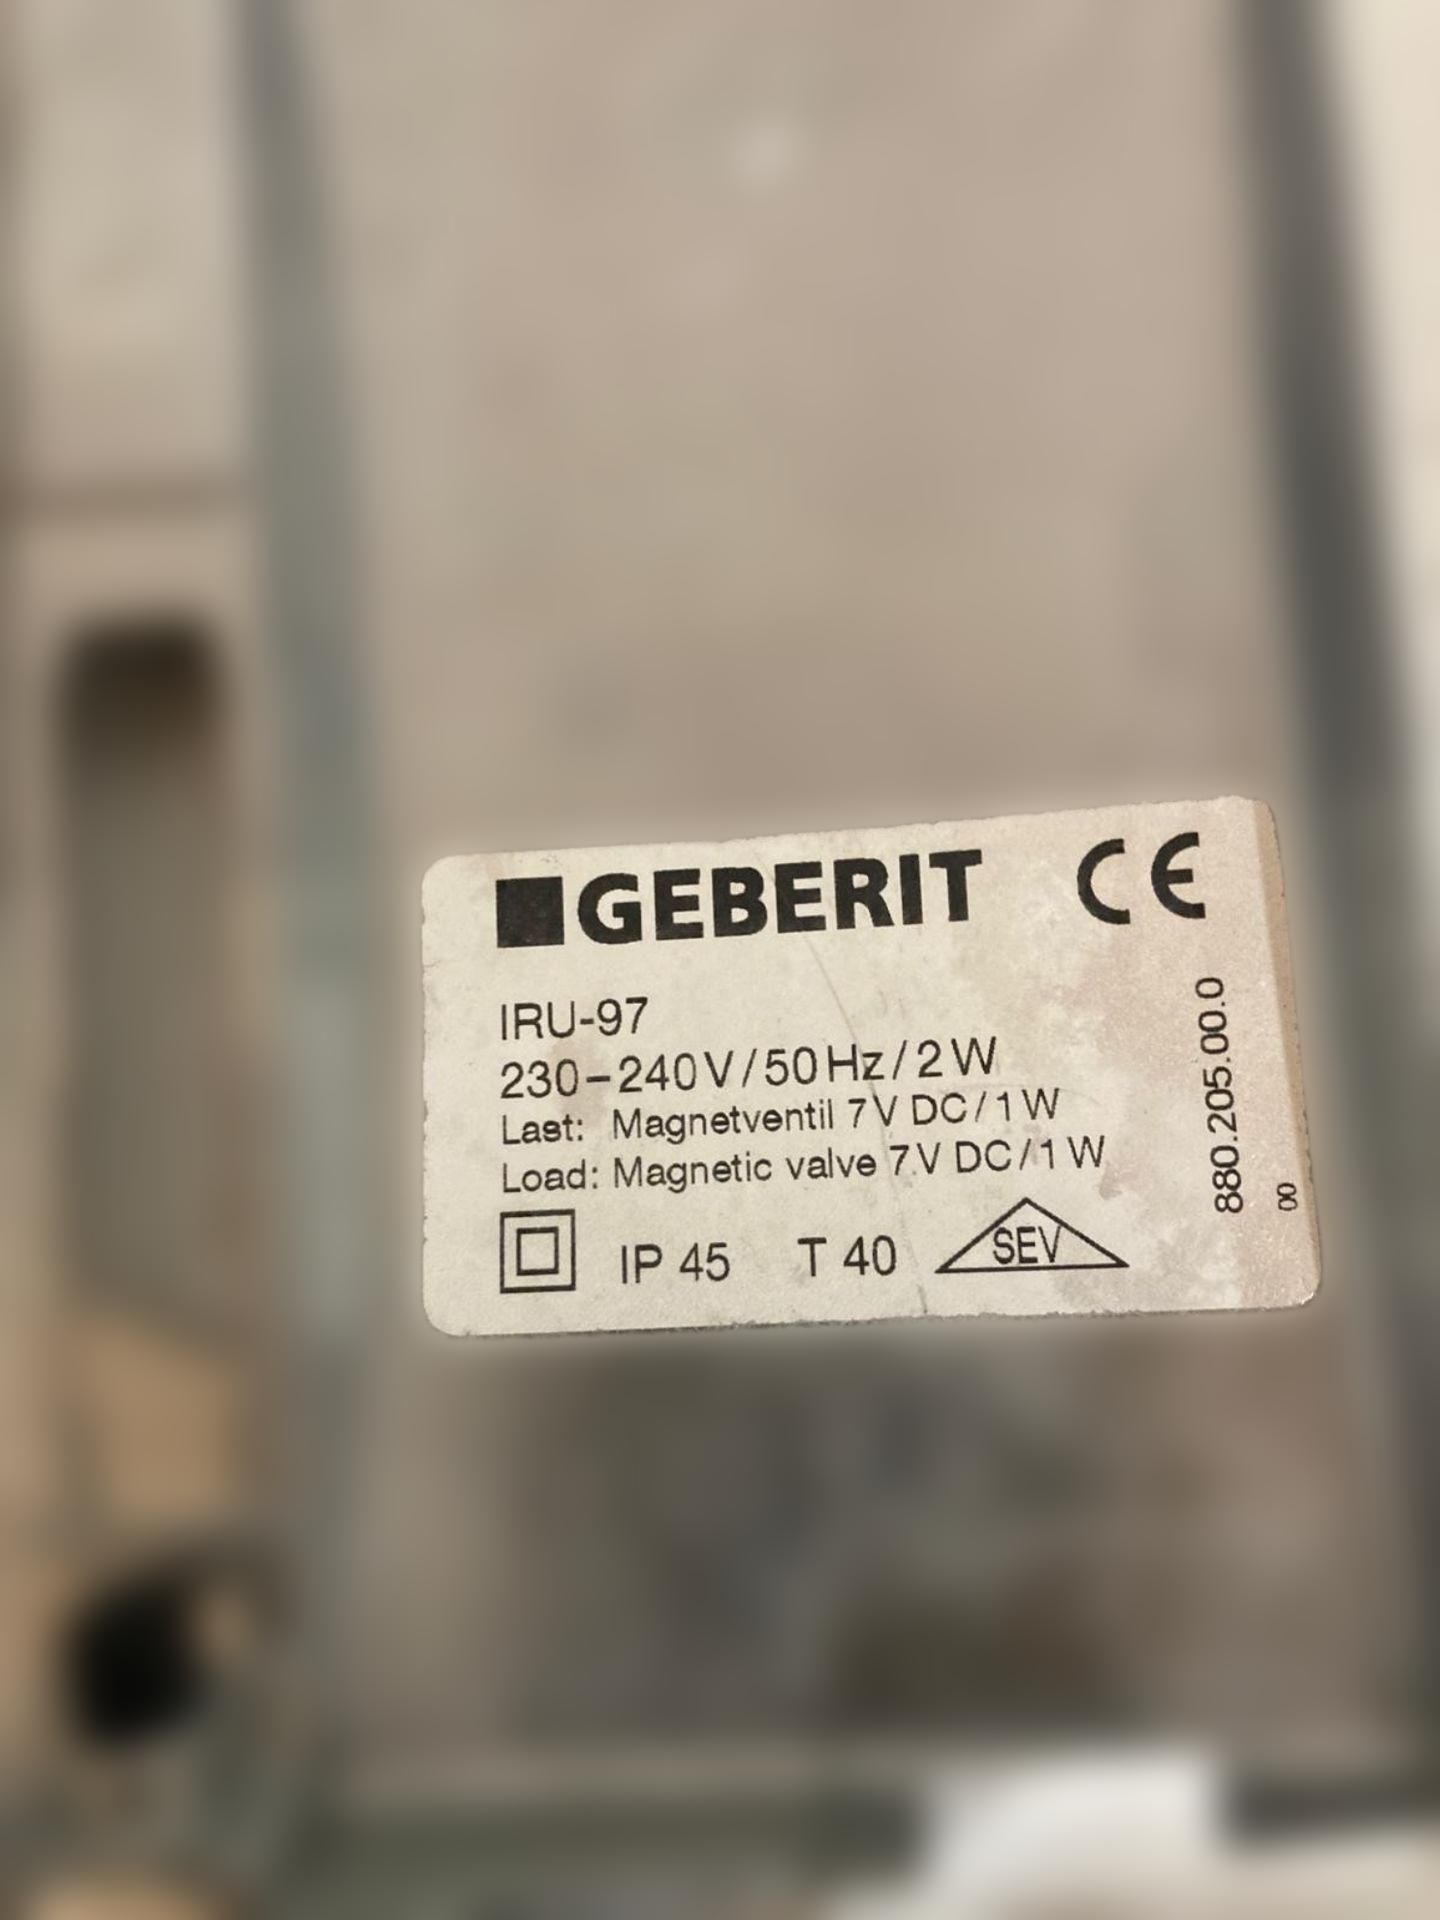 GEBERIT CE
IRU-97
230-240V/50Hz/2W
Last: Magnetventil 7V DC/1W
Load: Magnetic valve 7V DC/1W
IP 45 T 40 SEV
880.205.00.0
00